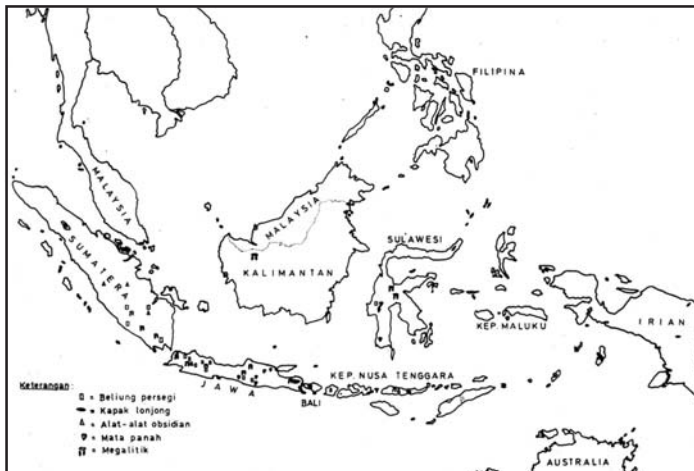 FILIPINA
MALAYSIA
MALAYSIA
SUMATERA
KALIMANTAN
SULAWESI
KEP. MALUKU
IRIAN
KEP. NUSA TENGGARA
JAWA
BALI
AUSTRALIA
Keterangan :
= Beliung persegi
= Kapak lonjong
= Alat-alat obsidian
= Mata panah
= Megalitik